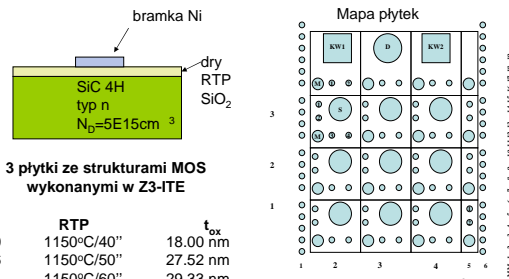 bramka Ni
dry
RTP
SiO2
SiC 4H
typ n
ND=5E15cm 3
3 płytki ze strukturami MOS
wykonanymi w Z3-ITE
RTP tox
1150ºC/40’’ 18.00 nm
1150ºC/50’’ 27.52 nm
1150ºC/60’’ 29.33 nm
Mapa płytek
KW1 D KW2
M
S
M
3
2
1
1 2 3 4 5 6